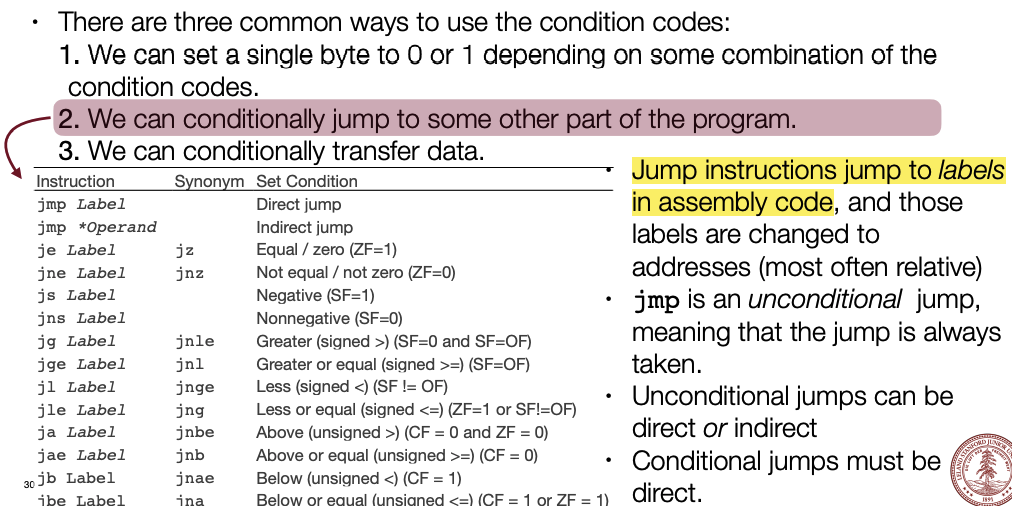 • There are three common ways to use the condition codes:
1. We can set a single byte to 0 or 1 depending on some combination of the
condition codes.
2. We can conditionally jump to some other part of the program.
3. We can conditionally transfer data.
Instruction Synonym Set Condition
jmp Label Direct jump
jmp *Operand Indirect jump
je Label jz Equal / zero (ZF=1)
jne Label jnz Not equal / not zero (ZF=0)
js Label Negative (SF=1)
jns Label Nonnegative (SF=0)
jg Label jnle Greater (signed >) (SF=0 and SF=OF)
jge Label jnl Greater or equal (signed >=) (SF=OF)
jl Label jnge Less (signed <) (SF != OF)
jle Label jng Less or equal (signed <=) (ZF=1 or SF!=OF)
ja Label jnbe Above (unsigned >) (CF = 0 and ZF = 0)
jae Label jnb Above or equal (unsigned >=) (CF = 0)
jb Label jnae Below (unsigned <) (CF = 1)
jbe Label jna Below or equal (unsigned <=) (CF = 1 or ZF = 1)
30
• Jump instructions jump to labels
in assembly code, and those
labels are changed to
addresses (most often relative)
• jmp is an unconditional jump,
meaning that the jump is always
taken.
• Unconditional jumps can be
direct or indirect
• Conditional jumps must be
direct.